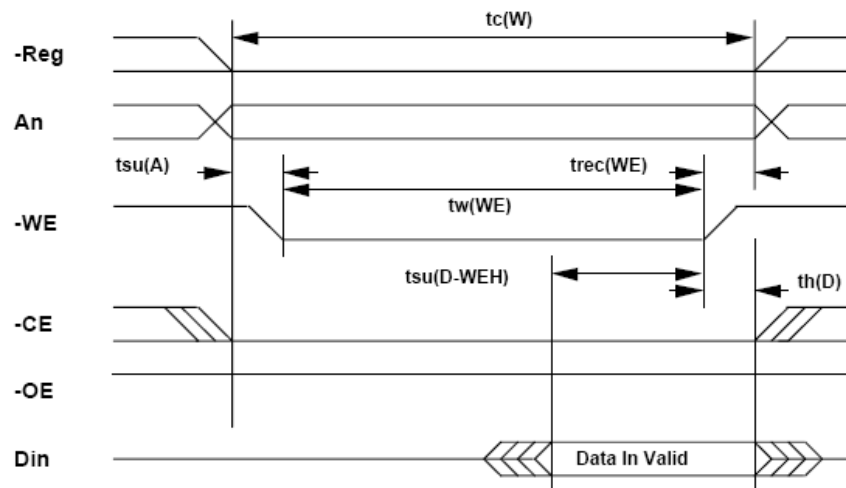 tc(W)
-Reg
An
tsu(A)
trec(WE)
tw(WE)
-WE
tsu(D-WEH)
th(D)
-CE
-OE
Din
Data In Valid